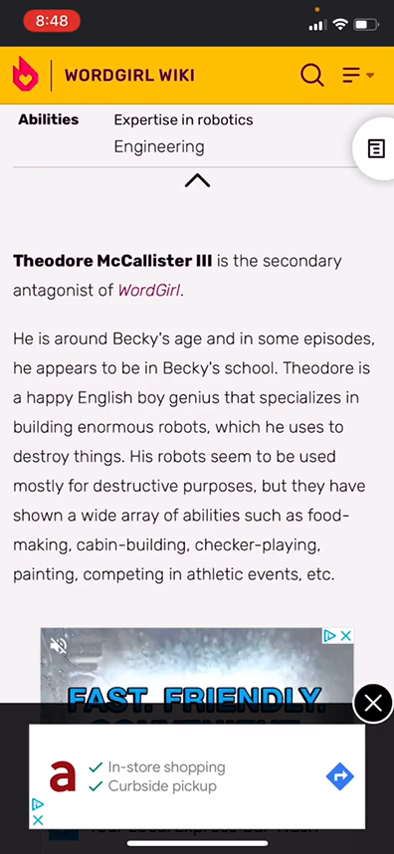 8:48
WORDGIRL WIKI
Abilities
Expertise in robotics
Engineering
Theodore McCallister III is the secondary
antagonist of WordGirl.
He is around Becky's age and in some episodes,
he appears to be in Becky's school. Theodore is
a happy English boy genius that specializes in
building enormous robots, which he uses to
destroy things. His robots seem to be used
mostly for destructive purposes, but they have
shown a wide array of abilities such as food-
making, cabin-building, checker-playing,
painting, competing in athletic events, etc.
FAST. FRIENDLY.
a
In-store shopping
Curbside pickup